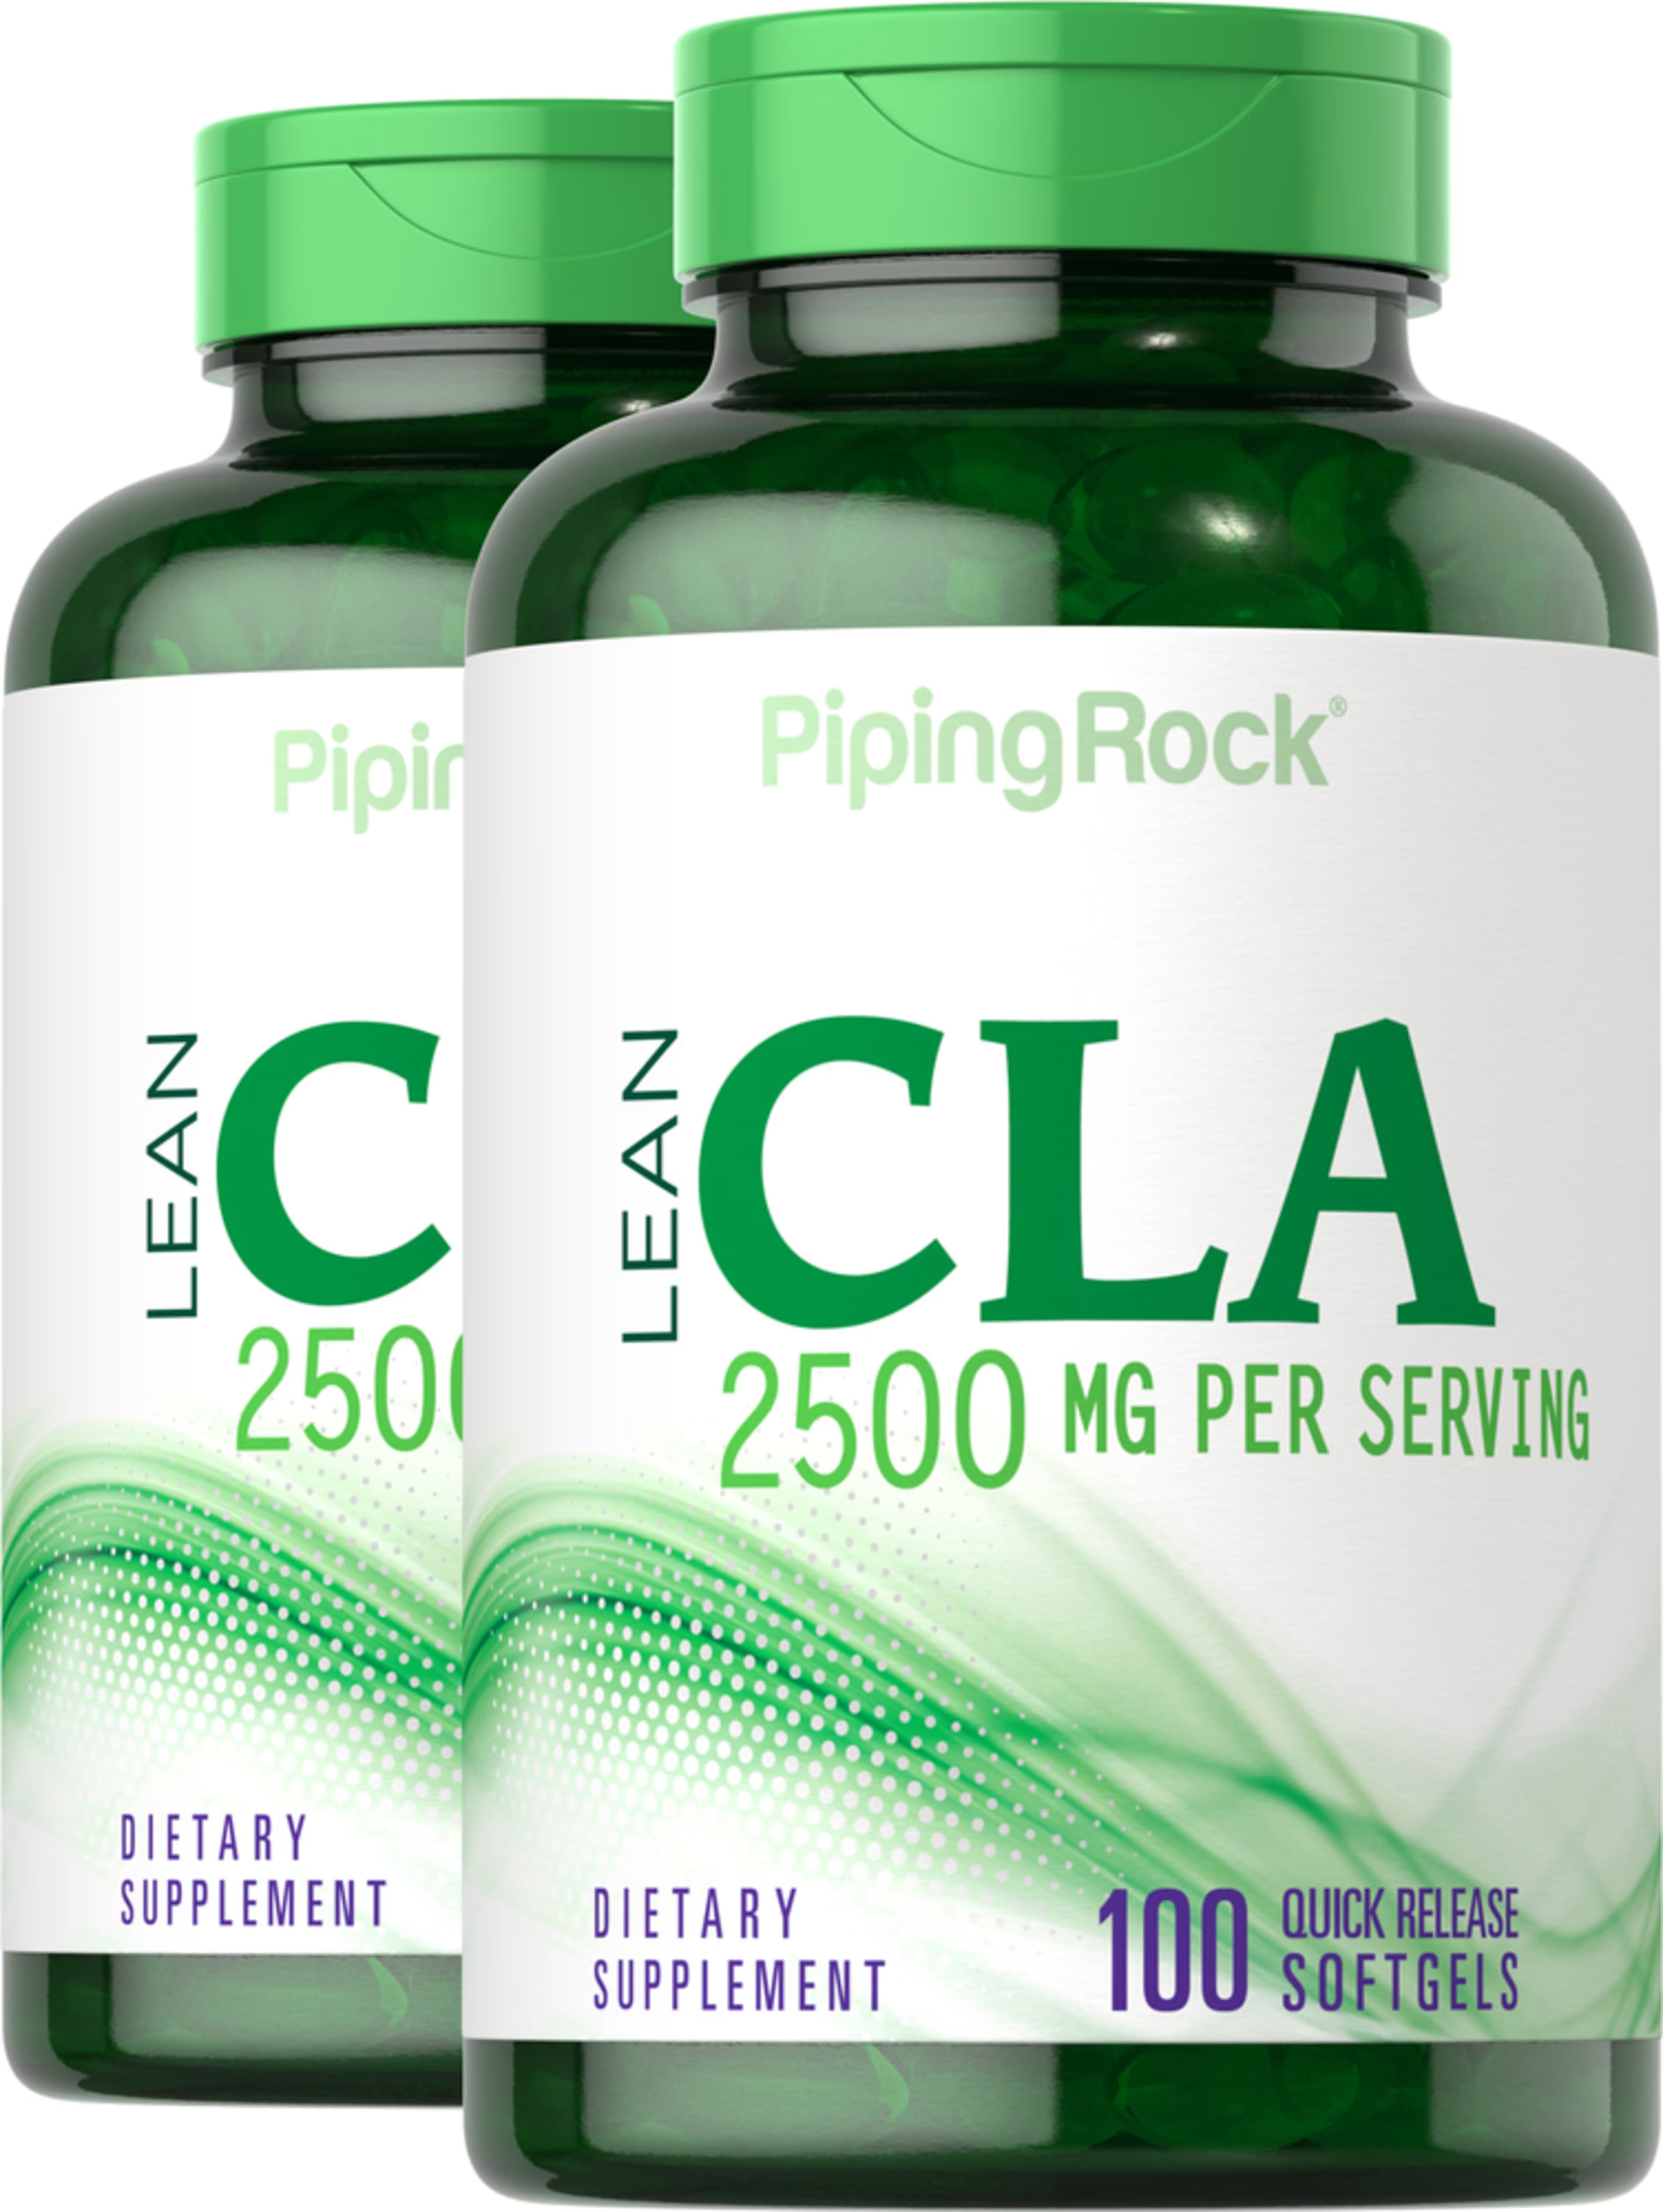 Pipin
LEAN
C
250
DIETARY
SUPPLEMENT
PipingRock®
LEAN
CLA
2500 MG PER SERVING
DIETARY
SUPPLEMENT
100 QUICK RELEASE
SOFTGELS